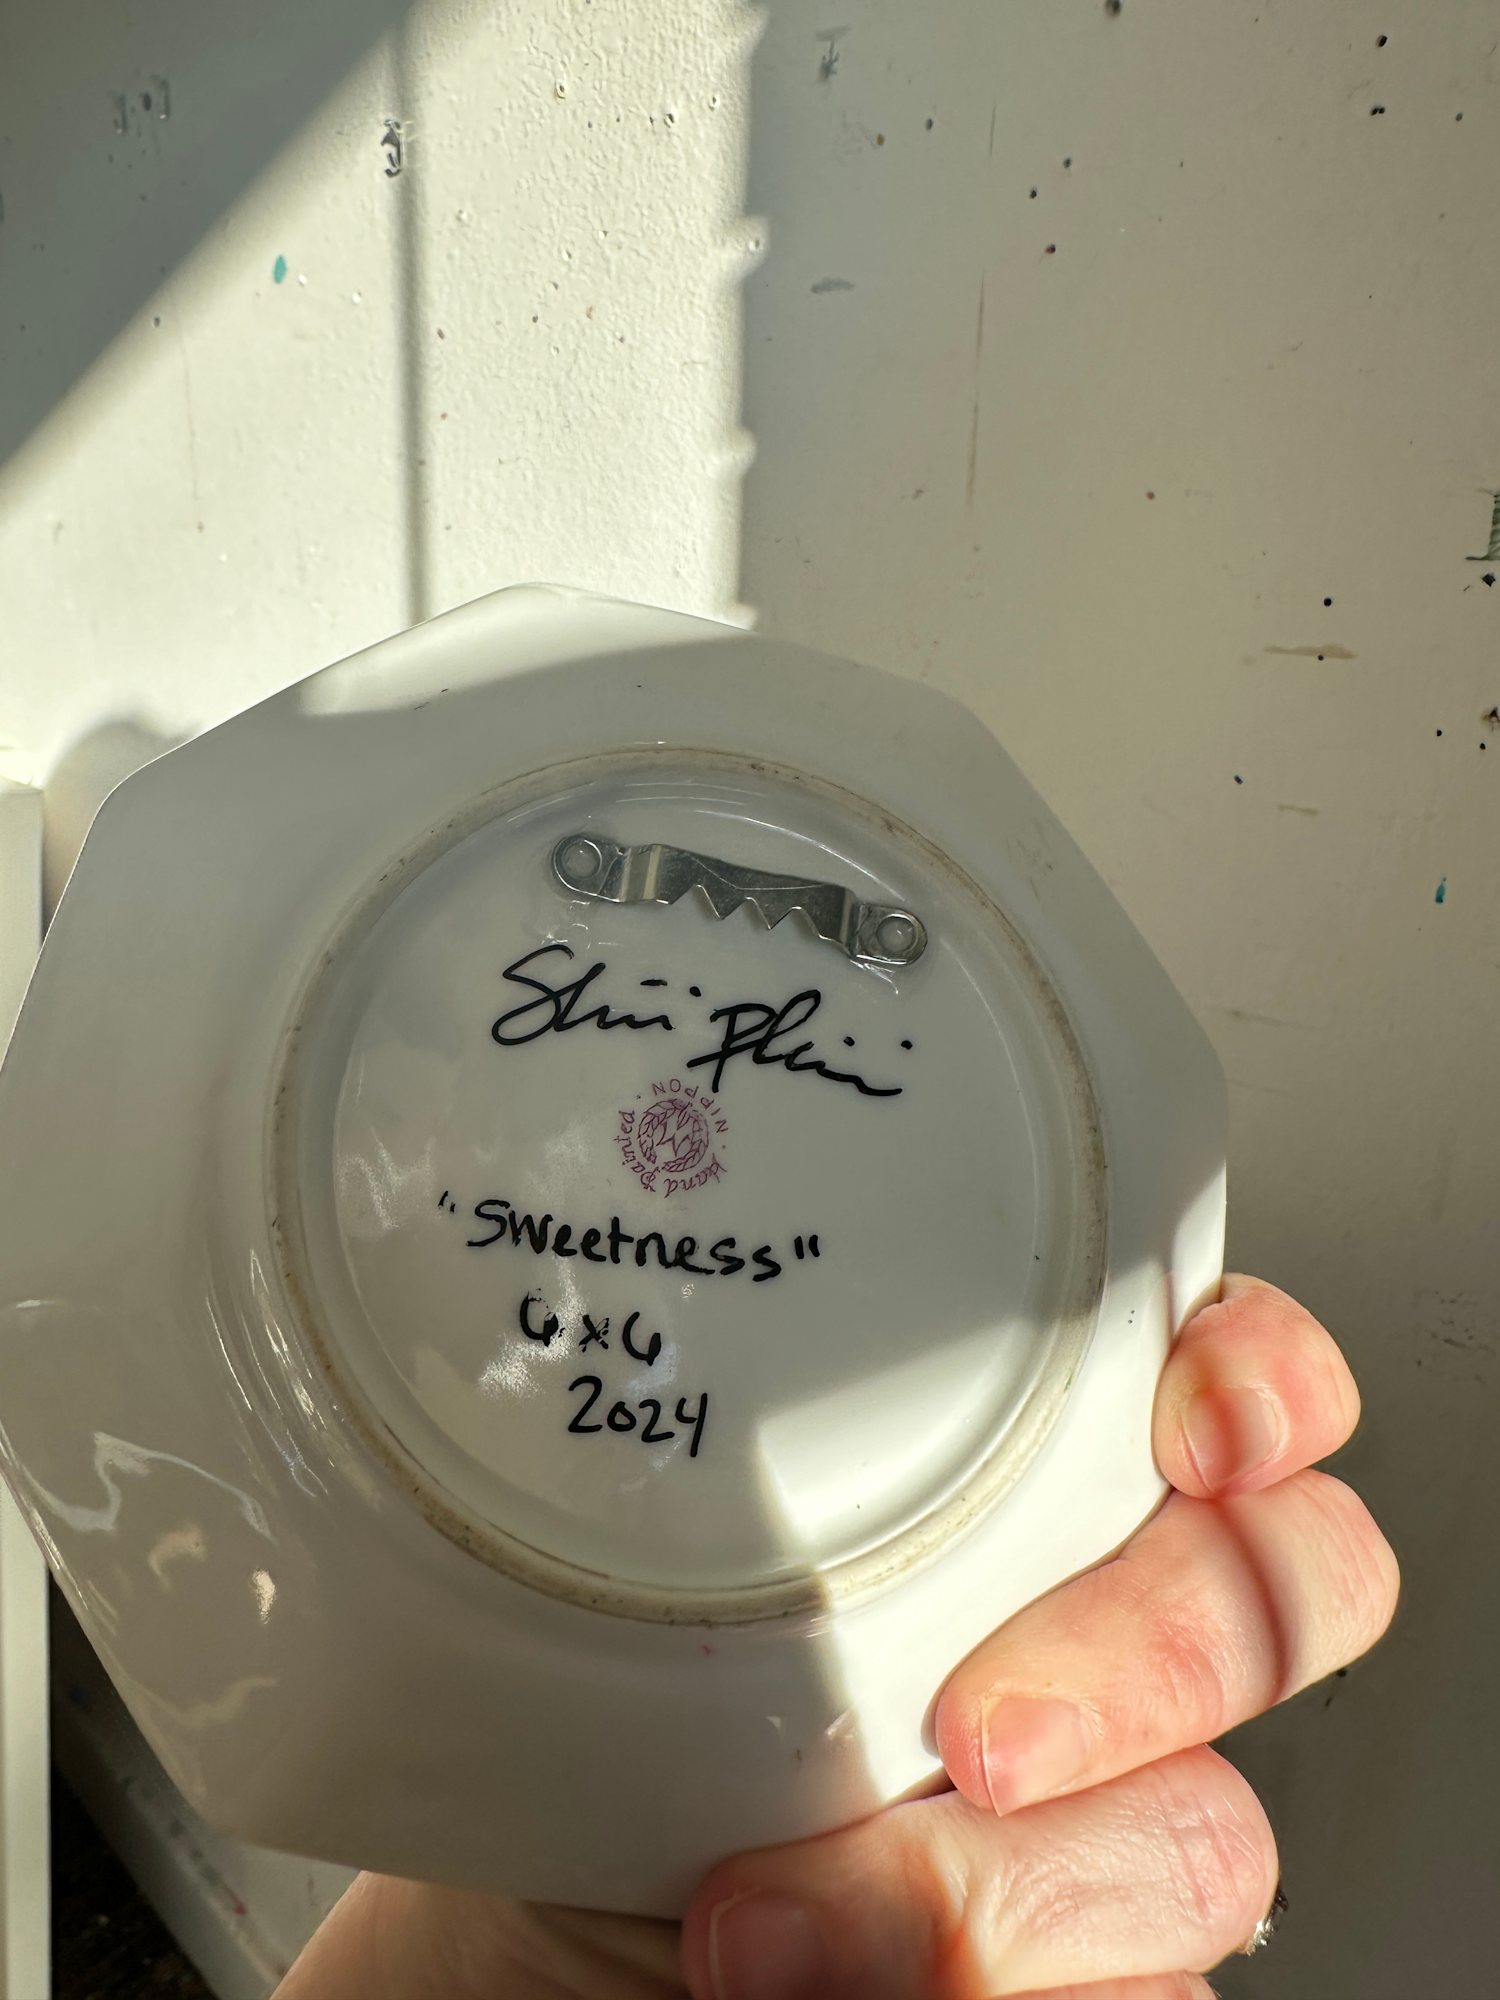 hand painted · NIPPON ·
"Sweetness"
6x6
2024